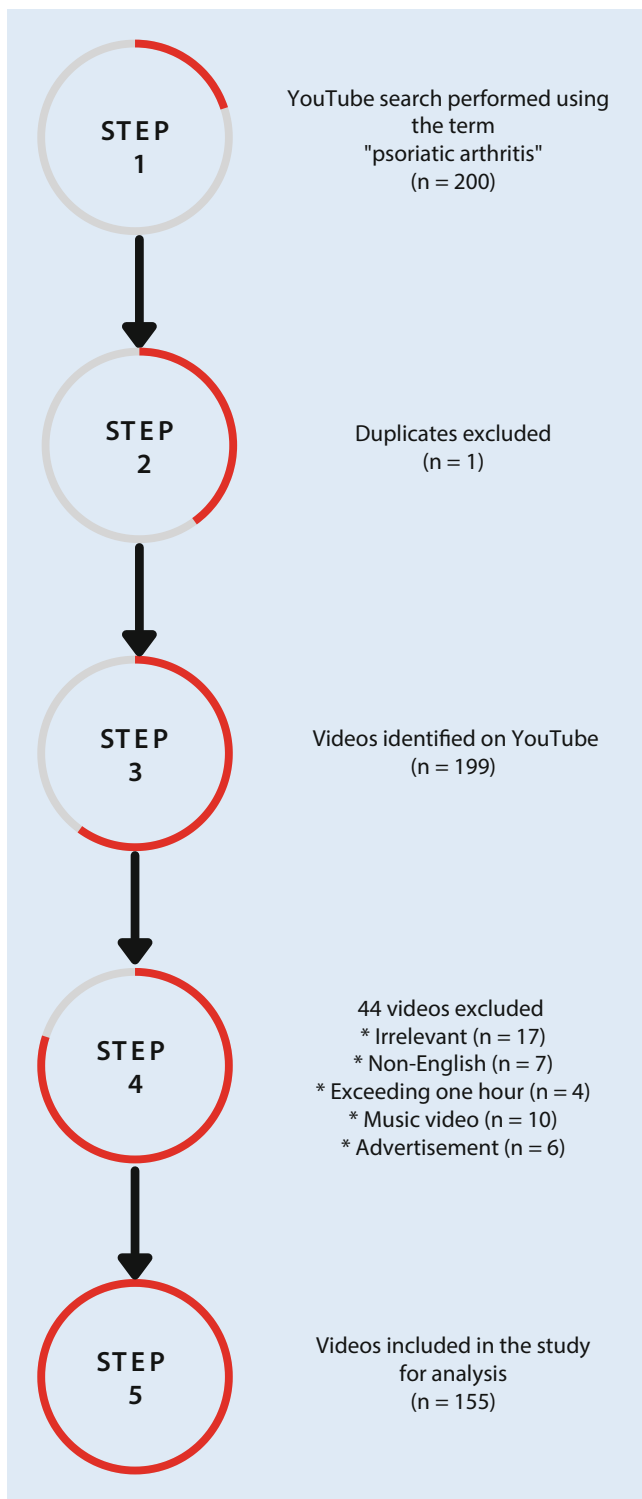 STEP
1
YouTube search performed using
the term
"psoriatic arthritis"
(n = 200)
STEP
2
Duplicates excluded
(n = 1)
STEP
3
Videos identified on YouTube
(n = 199)
STEP
4
44 videos excluded
* Irrelevant (n = 17)
* Non-English (n = 7)
* Exceeding one hour (n = 4)
* Music video (n = 10)
* Advertisement (n = 6)
STEP
5
Videos included in the study
for analysis
(n = 155)